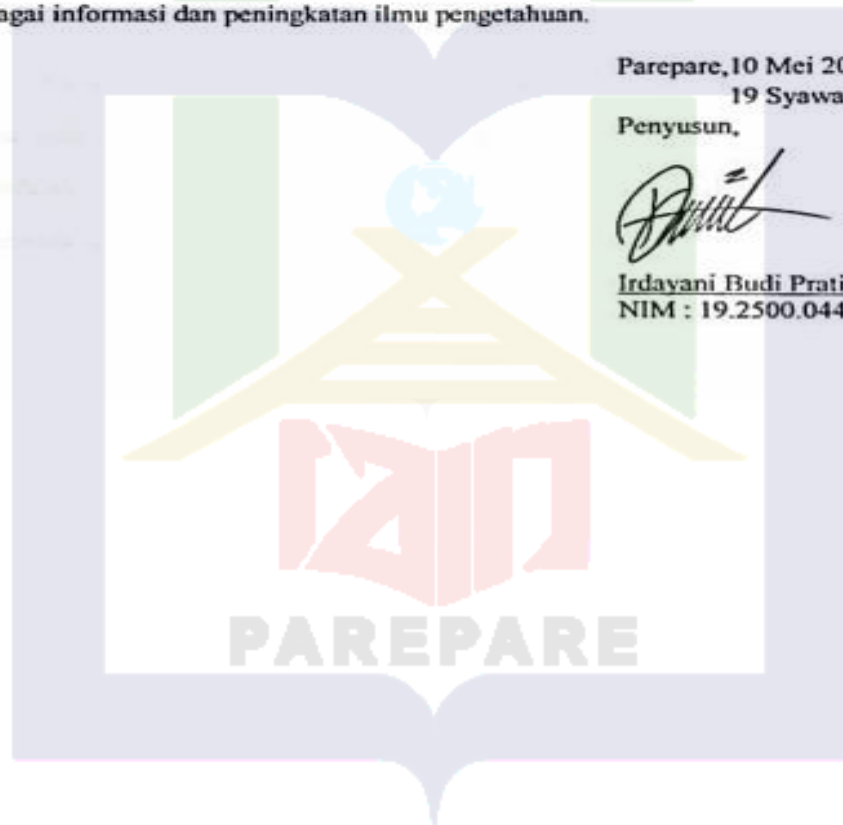 agai informasi dan peningkatan ilmu pengetahuan.
Parepare,10 Mei 20
19 Syawa
Penyusun,
Irdayani Budi Prati
NIM : 19.2500.044
iain
PAREPARE